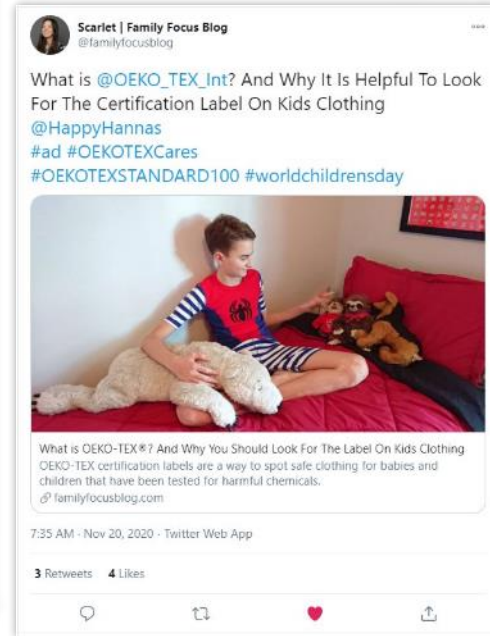 Scarlet | Family Focus Blog
@familyfocusblog
What is @OEKO_TEX_Int? And Why It Is Helpful To Look
For The Certification Label On Kids Clothing
@HappyHannas
#ad #OEKOTEXCares
#OEKOTEXSTANDARD100 #worldchildrensday
What is OEKO-TEX®? And Why You Should Look For The Label On Kids Clothing
OEKO-TEX certification labels are a way to spot safe clothing for babies and
children that have been tested for harmful chemicals.
familyfocusblog.com
7:35 AM · Nov 20, 2020 · Twitter Web App
3 Retweets 4 Likes